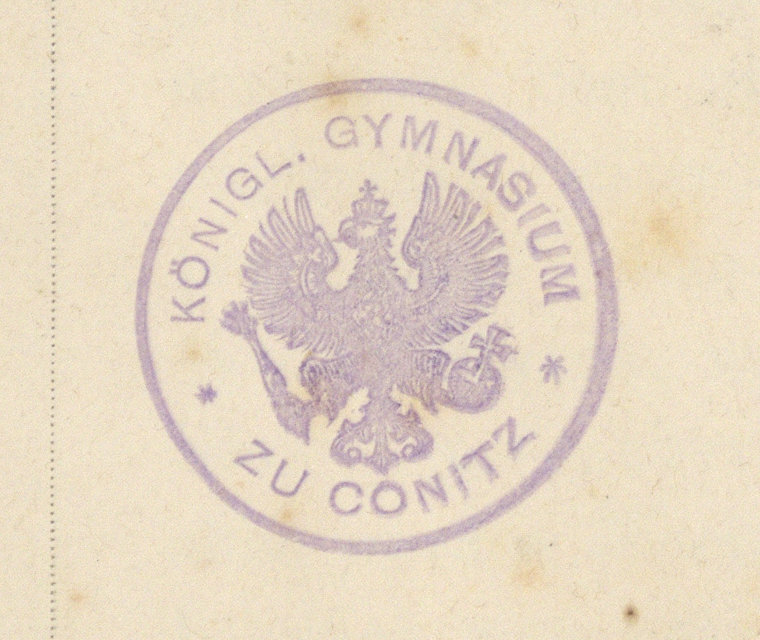 KÖNIGL. GYMNASIUM
* ZU CONITZ *